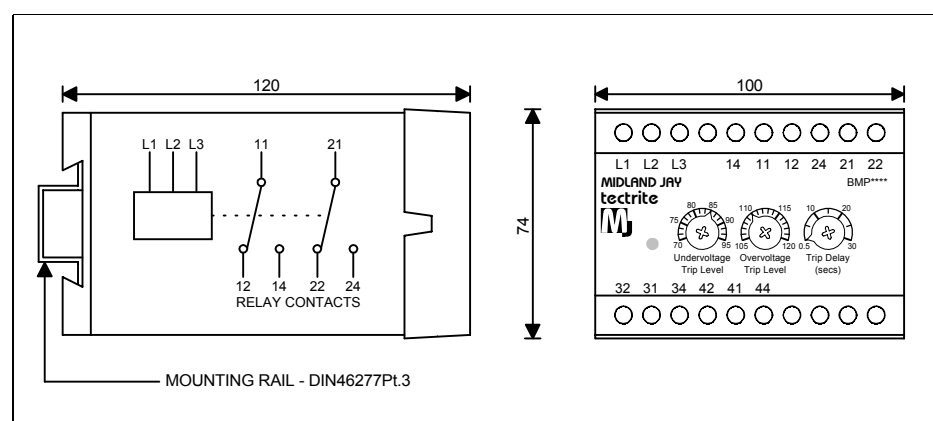 120
100
L1 L2 L3 11 21
12 14 22 24
RELAY CONTACTS
MOUNTING RAIL - DIN46277Pt.3
74
L1 L2 L3 14 11 12 24 21 22
MIDLAND JAY BMP****
tectrite
MJ
70 75 80 85 90 95
105 110 115 120
0.5 10 20 30
Undervoltage Trip Level
Overvoltage Trip Level
Trip Delay (secs)
32 31 34 42 41 44